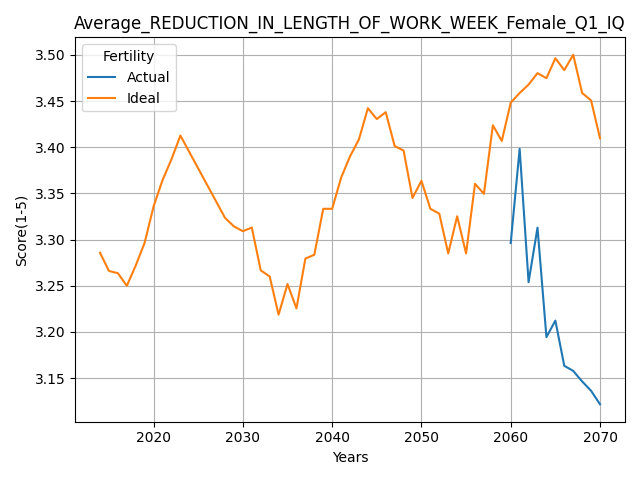 Average_REDUCTION_IN_LENGTH_OF_WORK_WEEK_Female_Q1_IQ
Fertility
Actual
Ideal
Score(1-5)
3.50
3.45
3.40
3.35
3.30
3.25
3.20
3.15
2020 2030 2040 2050 2060 2070
Years